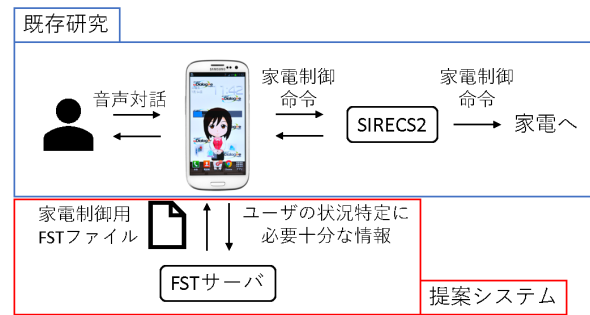 既存研究
音声対話
家電制御
命令
家電制御
命令
SIRECS2
家電へ
SAMSUNG
家電制御用
FSTファイル
ユーザの状況特定に
必要十分な情報
FSTサーバ
提案システム